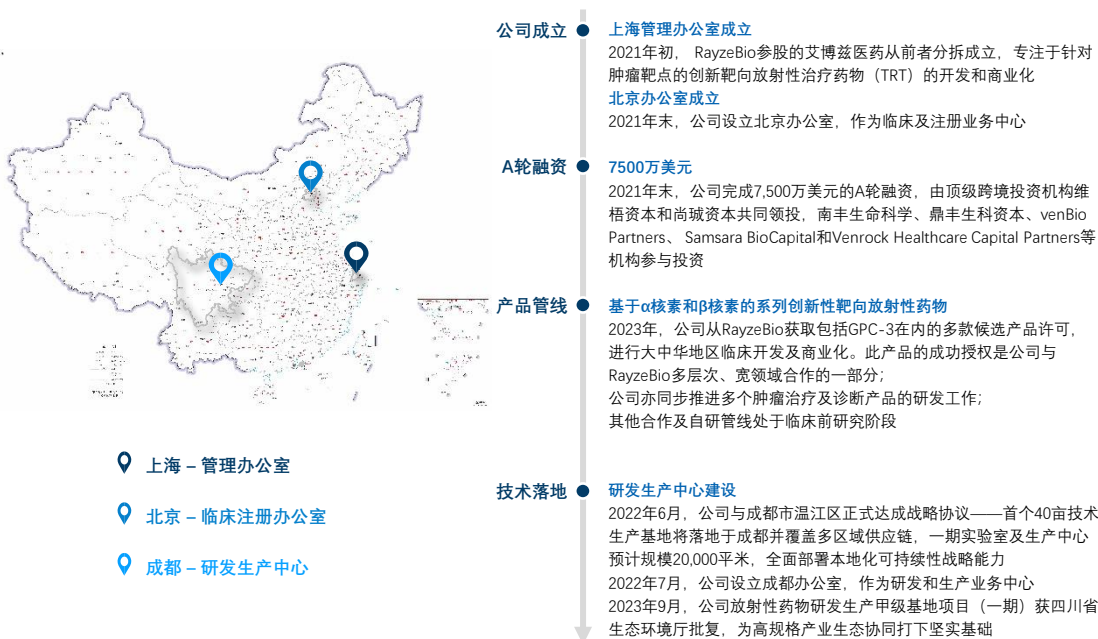 公司成立
上海管理办公室成立
2021年初， RayzeBio参股的艾博兹医药从前者分拆成立，专注于针对
肿瘤靶点的创新靶向放射性治疗药物（TRT）的开发和商业化
北京办公室成立
2021年末，公司设立北京办公室，作为临床及注册业务中心
A轮融资
7500万美元
2021年末，公司完成7,500万美元的A轮融资，由顶级跨境投资机构维
梧资本和尚珹资本共同领投，南丰生命科学、鼎丰生科资本、venBio
Partners、 Samsara BioCapital和Venrock Healthcare Capital Partners等
机构参与投资
产品管线
基于α核素和β核素的系列创新性靶向放射性药物
2023年，公司从RayzeBio获取包括GPC-3在内的多款候选产品许可，
进行大中华地区临床开发及商业化。此产品的成功授权是公司与
RayzeBio多层次、宽领域合作的一部分；
公司亦同步推进多个肿瘤治疗及诊断产品的研发工作；
其他合作及自研管线处于临床前研究阶段
技术落地
研发生产中心建设
2022年6月，公司与成都市温江区正式达成战略协议——首个40亩技术
生产基地将落地于成都并覆盖多区域供应链，一期实验室及生产中心
预计规模20,000平米，全面部署本地化可持续性战略能力
2022年7月，公司设立成都办公室，作为研发和生产业务中心
2023年9月，公司放射性药物研发生产甲级基地项目（一期）获四川省
生态环境厅批复，为高规格产业生态协同打下坚实基础
上海 – 管理办公室
北京 – 临床注册办公室
成都 – 研发生产中心